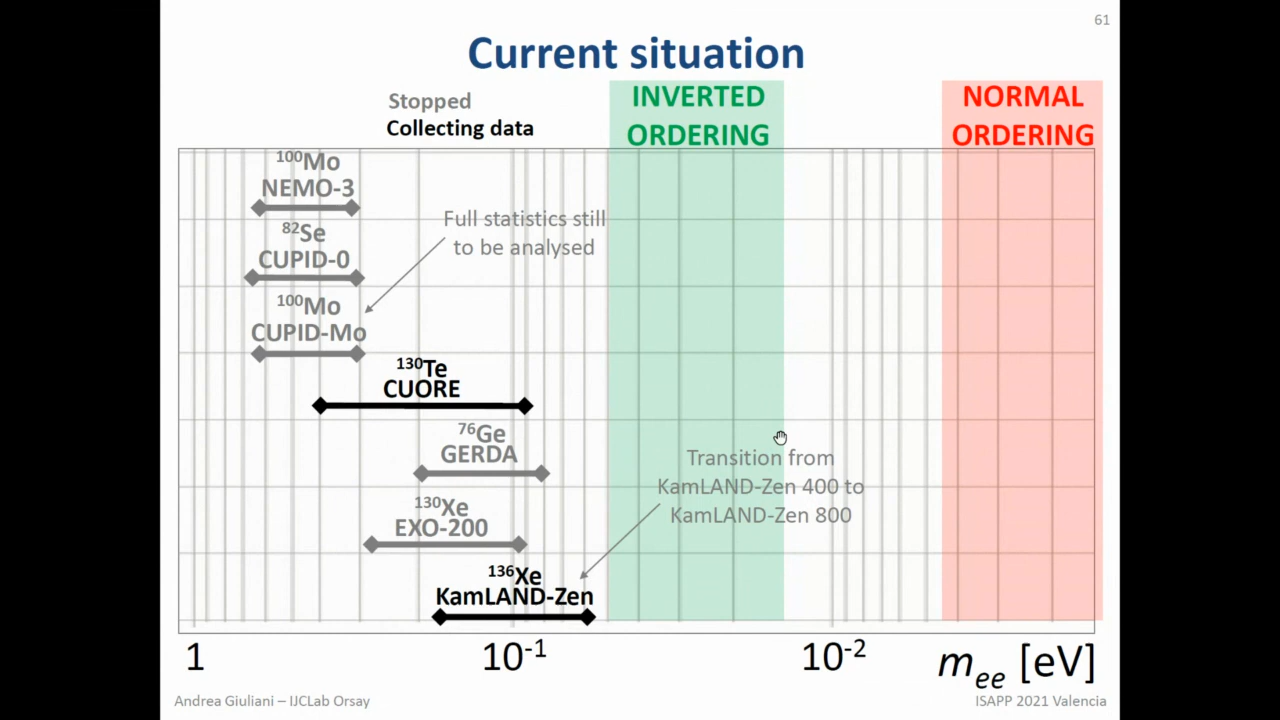 61
Current situation
Stopped
Collecting data
INVERTED
ORDERING
NORMAL
ORDERING
¹⁰⁰Mo
NEMO-3
⁸²Se
CUPID-0
¹⁰⁰Mo
CUPID-Mo
Full statistics still
to be analysed
¹³⁰Te
CUORE
⁷⁶Ge
GERDA
¹³⁰Xe
EXO-200
¹³⁶Xe
KamLAND-Zen
Transition from
KamLAND-Zen 400 to
KamLAND-Zen 800
1 10⁻¹ 10⁻² mₑₑ [eV]
Andrea Giuliani – IJCLab Orsay
ISAPP 2021 Valencia